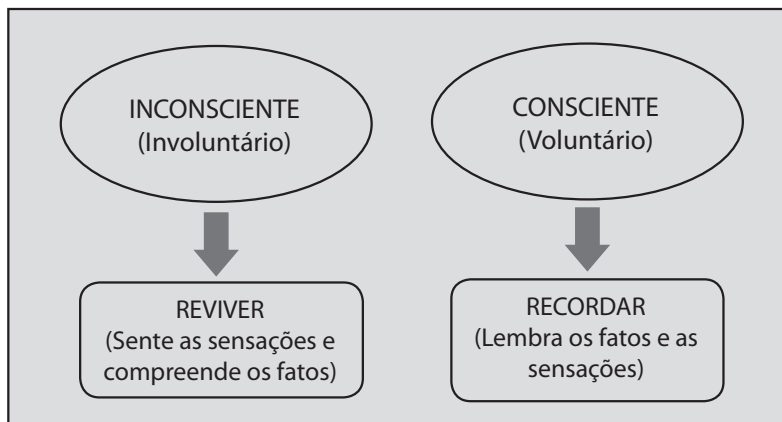 INCONSCIENTE
(Involuntário)
REVIVER
(Sente as sensações e
compreende os fatos)
CONSCIENTE
(Voluntário)
RECORDAR
(Lembra os fatos e as
sensações)